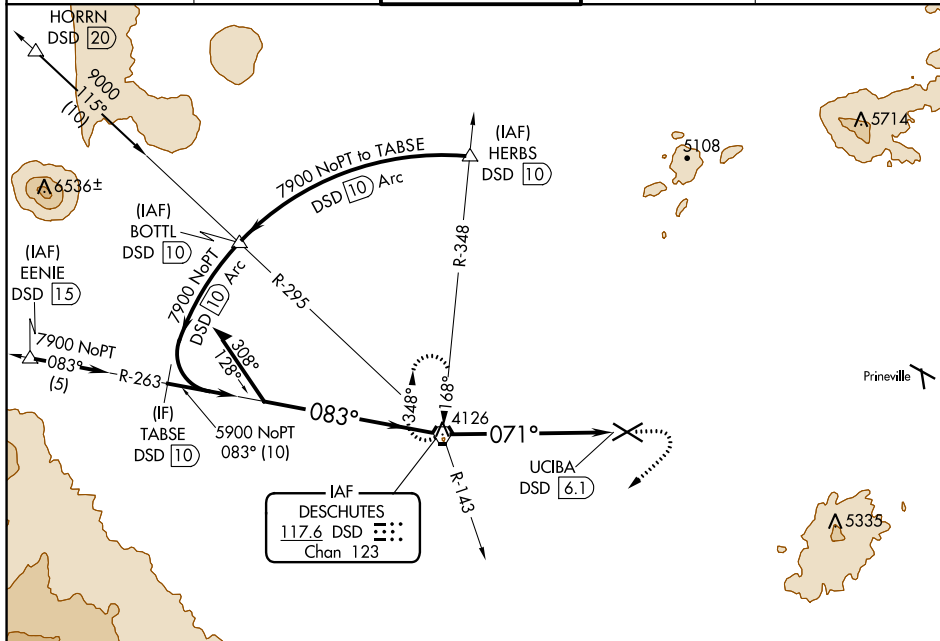 HORRN
DSD 20
9000
115°
(10)
6536±
(IAF)
BOTTL
DSD 10
7900 NoPT to TABSE
DSD 10 Arc
(IAF)
HERBS
DSD 10
5108
5714
(IAF)
EENIE
DSD 15
7900 NoPT
DSD 10 Arc
R-295
R-348
7900 NoPT
083°
(5)
R-263
308°
128°
(IF)
TABSE
DSD 10
5900 NoPT
083° (10)
083°
348°
168°
4126
071°
UCIBA
DSD 6.1
Prineville
R-143
IAF
DESCHUTES
117.6 DSD
Chan 123
5335